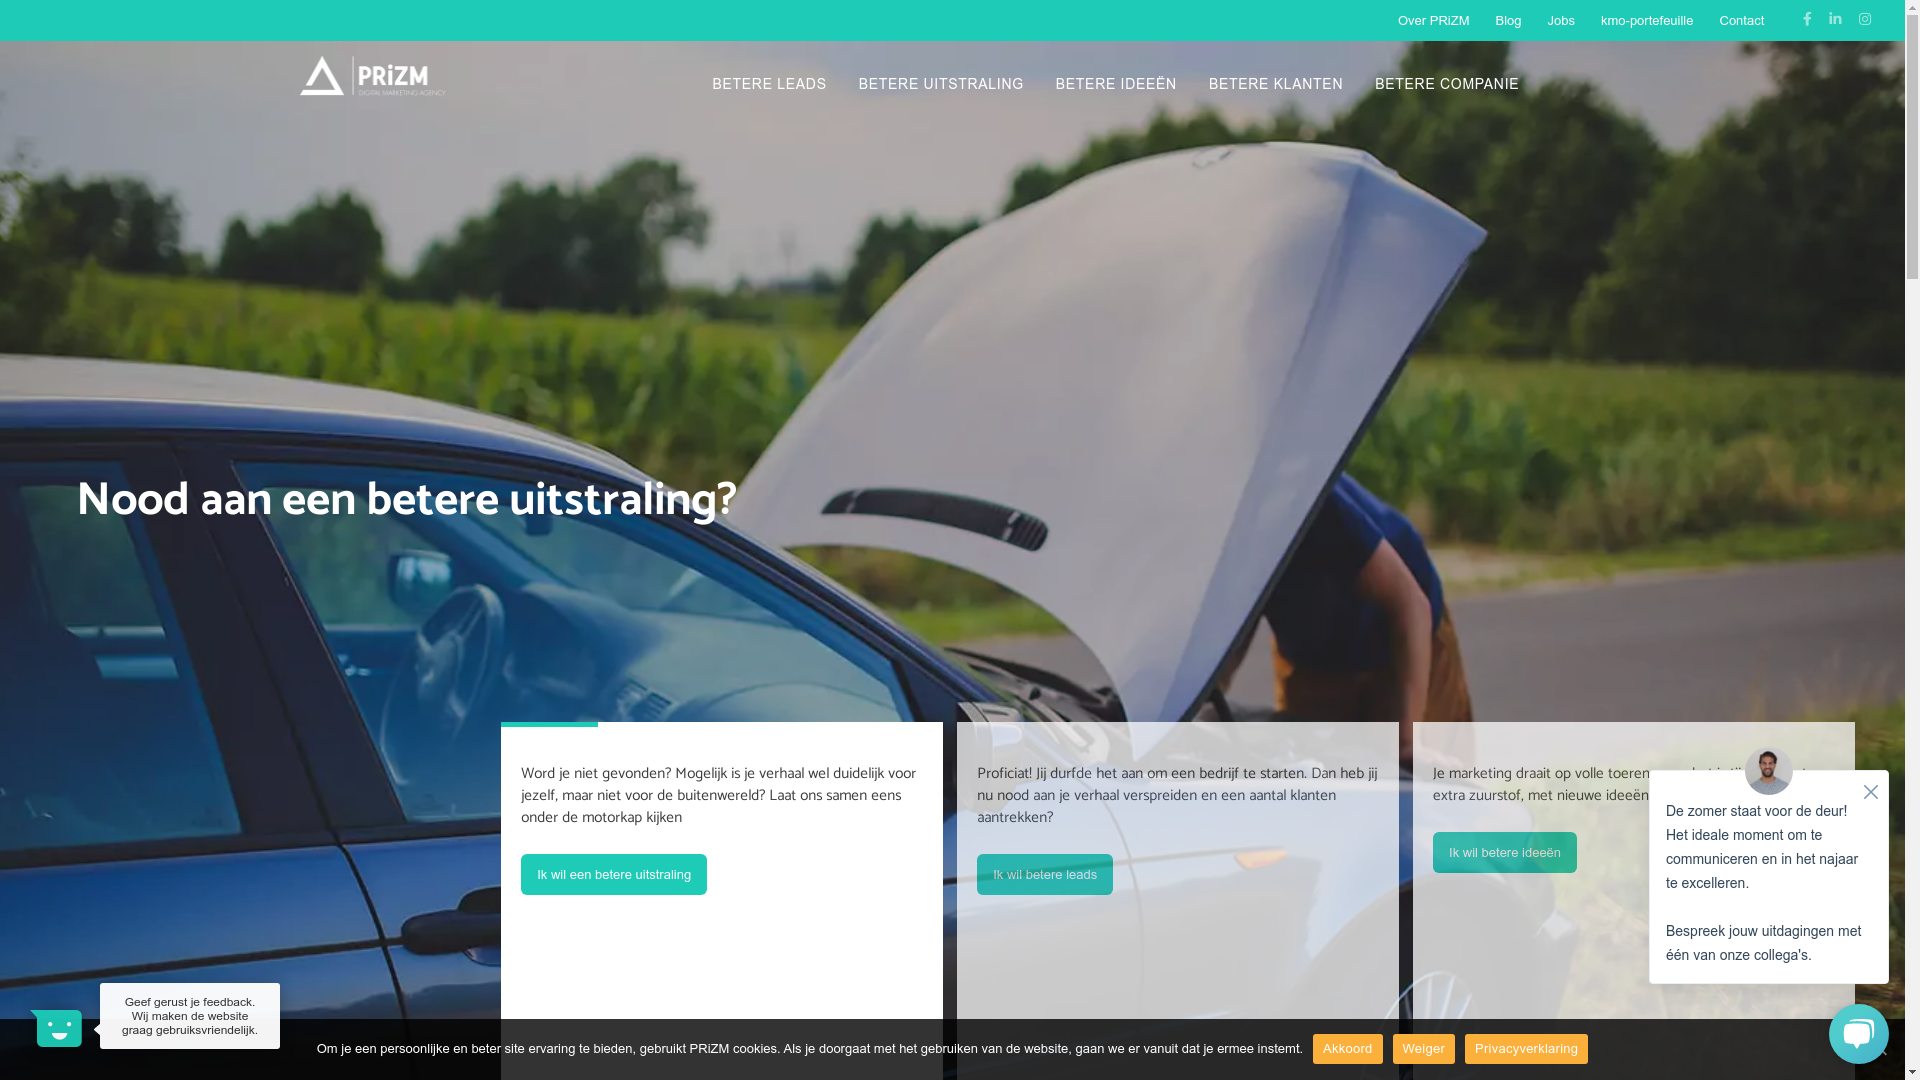 Over PRiZM Blog Jobs kmo-portefeuille Contact
PRiZM
DIGITAL MARKETING AGENCY
BETERE LEADS BETERE UITSTRALING BETERE IDEEËN BETERE KLANTEN BETERE COMPANIE
Nood aan een betere uitstraling?
Word je niet gevonden? Mogelijk is je verhaal wel duidelijk voor
jezelf, maar niet voor de buitenwereld? Laat ons samen eens
onder de motorkap kijken
Ik wil een betere uitstraling
Proficiat! Jij durfde het aan om een bedrijf te starten. Dan heb jij
nu nood aan je verhaal verspreiden en een aantal klanten
aantrekken?
Ik wil betere leads
Je marketing draait op volle toeren
extra zuurstof, met nieuwe ideeën
Ik wil betere ideeën
De zomer staat voor de deur!
Het ideale moment om te
communiceren en in het najaar
te excelleren.
Bespreek jouw uitdagingen met
één van onze collega's.
Geef gerust je feedback.
Wij maken de website
graag gebruiksvriendelijk.
Om je een persoonlijke en beter site ervaring te bieden, gebruikt PRiZM cookies. Als je doorgaat met het gebruiken van de website, gaan we er vanuit dat je ermee instemt. Akkoord Weiger Privacyverklaring